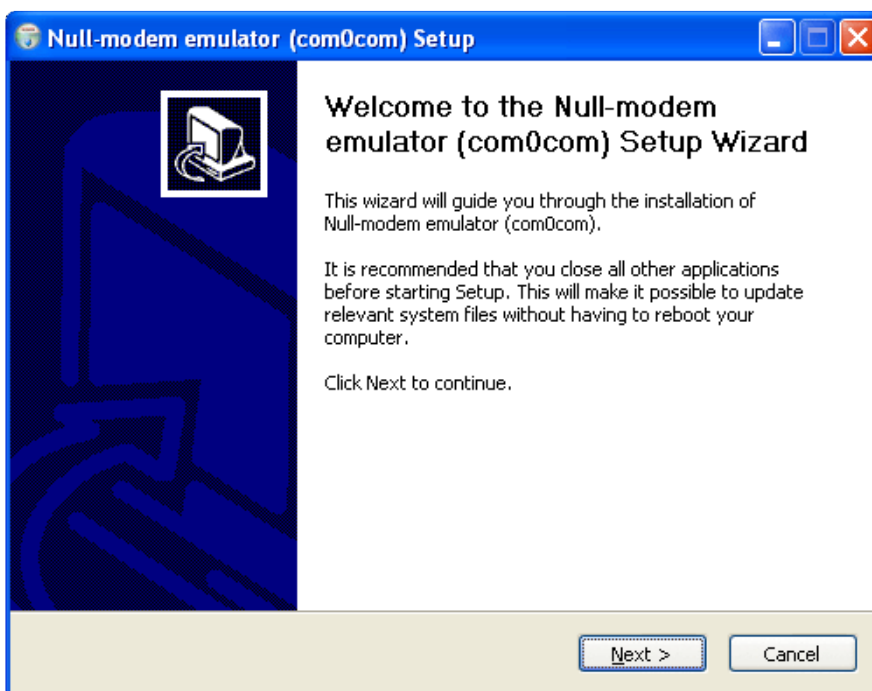 Null-modem emulator (com0com) Setup
Welcome to the Null-modem
emulator (com0com) Setup Wizard
This wizard will guide you through the installation of
Null-modem emulator (com0com).
It is recommended that you close all other applications
before starting Setup. This will make it possible to update
relevant system files without having to reboot your
computer.
Click Next to continue.
Next >
Cancel